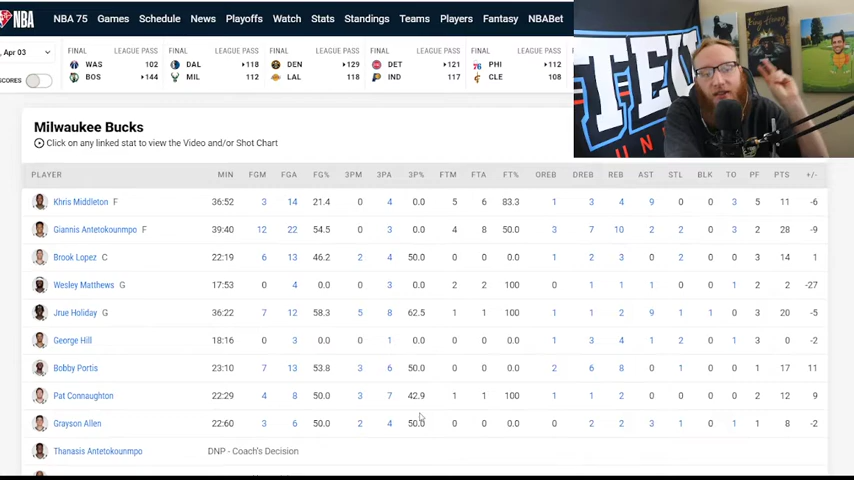 NBA NBA 75 Games Schedule News Playoffs Watch Stats Standings Teams Players Fantasy NBABet
, Apr 03
SCORES
FINAL LEAGUE PASS
WAS 102
BOS 144
FINAL LEAGUE PASS
DAL 118
MIL 112
FINAL LEAGUE PASS
DEN 129
LAL 118
FINAL LEAGUE PASS
DET 121
IND 117
FINAL LEAGUE PASS
PHI 112
CLE 108
Milwaukee Bucks
Click on any linked stat to view the Video and/or Shot Chart
PLAYER MIN FGM FGA FG% 3PM 3PA 3P% FTM FTA FT% OREB DREB REB AST STL BLK TO PF PTS +/-
Khris Middleton F 36:52 3 14 21.4 0 4 0.0 5 6 83.3 1 3 4 9 0 0 3 5 11 -6
Giannis Antetokounmpo F 39:40 12 22 54.5 0 3 0.0 4 8 50.0 3 7 10 2 2 0 3 2 28 -9
Brook Lopez C 22:19 6 13 46.2 2 4 50.0 0 0 0.0 1 2 3 0 2 0 0 3 14 1
Wesley Matthews G 17:53 0 4 0.0 0 3 0.0 2 2 100 0 1 1 1 0 0 1 2 2 -27
Jrue Holiday G 36:22 7 12 58.3 5 8 62.5 1 1 100 1 1 2 9 1 1 0 3 20 -5
George Hill 18:16 0 3 0.0 0 1 0.0 0 0 0.0 1 3 4 1 2 0 1 3 0 -2
Bobby Portis 23:10 7 13 53.8 3 6 50.0 0 0 0.0 2 6 8 0 0 0 0 1 17 11
Pat Connaughton 22:29 4 8 50.0 3 7 42.9 1 1 100 1 1 2 0 0 0 0 2 12 9
Grayson Allen 22:60 3 6 50.0 2 4 50.0 0 0 0.0 0 2 2 3 1 0 1 1 8 -2
Thanasis Antetokounmpo DNP - Coach's Decision